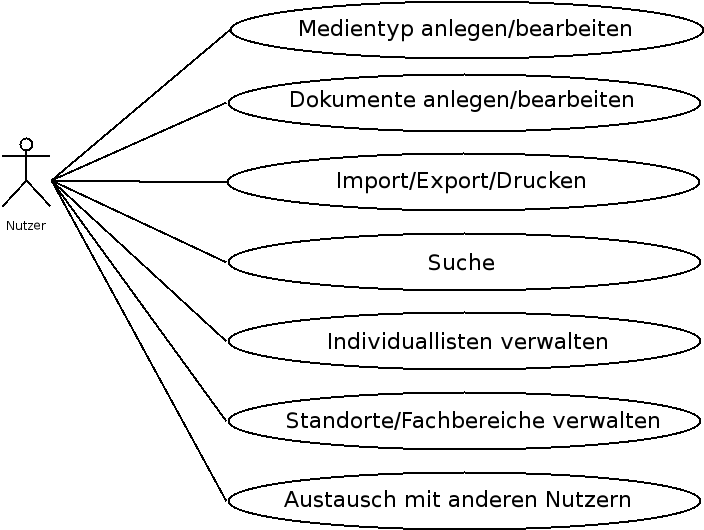 Medientyp anlegen/bearbeiten
Dokumente anlegen/bearbeiten
Import/Export/Drucken
Nutzer
Suche
Individuallisten verwalten
Standorte/Fachbereiche verwalten
Austausch mit anderen Nutzern